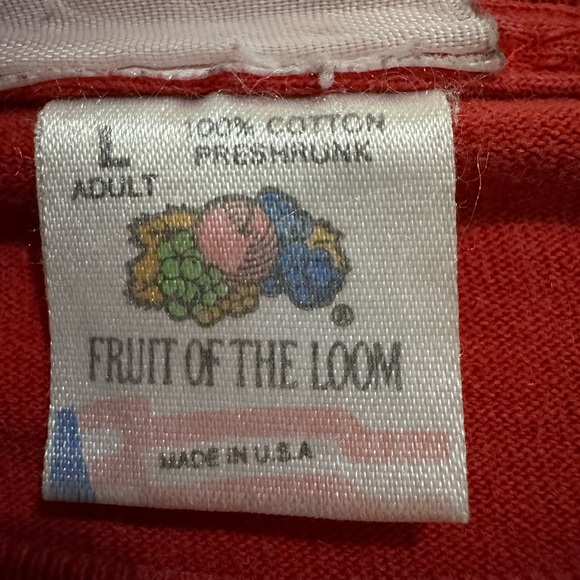 L
ADULT
100% COTTON
PRESHRUNK
®
FRUIT OF THE LOOM
MADE IN U.S.A